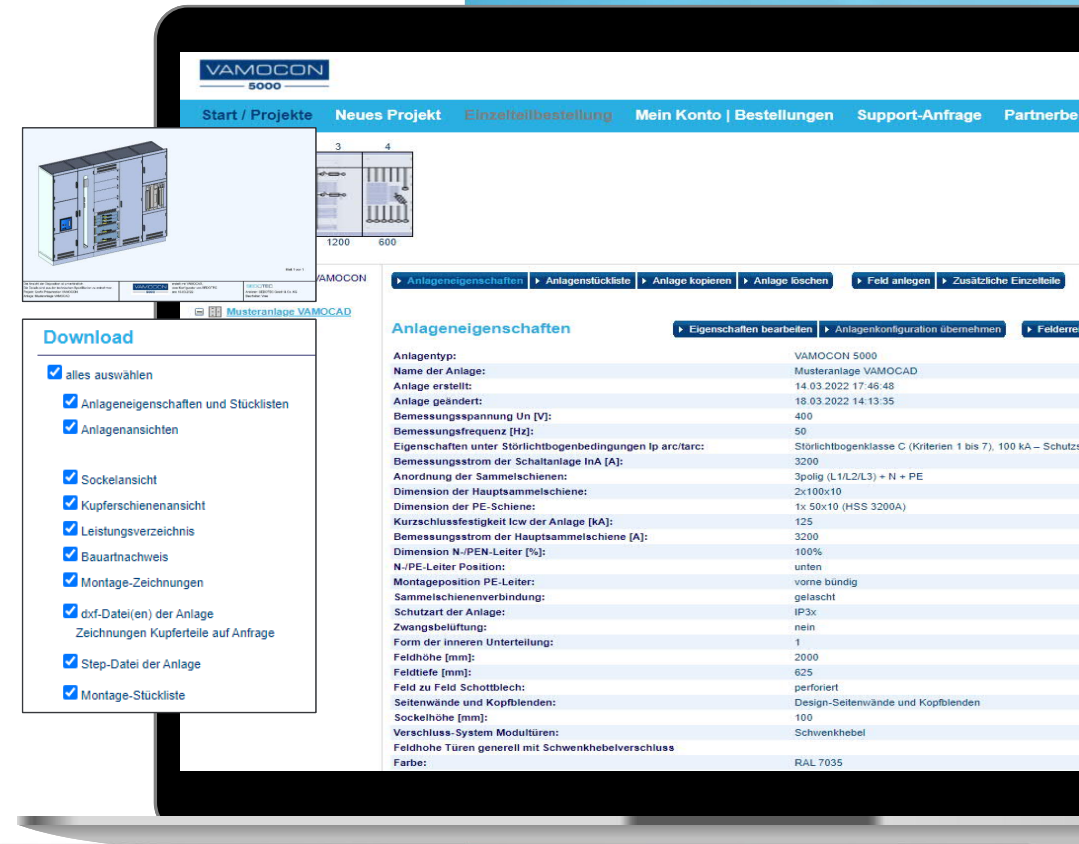 VAMOCON
5000
Start / Projekte Neues Projekt Einzelteilbestellung Mein Konto | Bestellungen Support-Anfrage Partnerbe
3 4
1200 600
VAMOCON
VAMOCON
5000
Musteranlage VAMOCAD
Anlageneigenschaften Anlagenstückliste Anlage kopieren Anlage löschen Feld anlegen Zusätzliche Einzelteile
Download
alles auswählen
Anlageneigenschaften und Stücklisten
Anlagenansichten
Sockelansicht
Kupferschienenansicht
Leistungsverzeichnis
Bauartnachweis
Montage-Zeichnungen
dxf-Datei(en) der Anlage
Zeichnungen Kupferteile auf Anfrage
Step-Datei der Anlage
Montage-Stückliste
Anlageneigenschaften Eigenschaften bearbeiten Anlagenkonfiguration übernehmen Felderre
Anlagentyp: VAMOCON 5000
Name der Anlage: Musteranlage VAMOCAD
Anlage erstellt: 14.03.2022 17:46:48
Anlage geändert: 18.03.2022 14:13:35
Bemessungsspannung Un [V]: 400
Bemessungsfrequenz [Hz]: 50
Eigenschaften unter Störlichtbogenbedingungen Ip arc/tarc: Störlichtbogenklasse C (Kriterien 1 bis 7), 100 kA – Schutzs
Bemessungsstrom der Schaltanlage InA [A]: 3200
Anordnung der Sammelschienen: 3polig (L1/L2/L3) + N + PE
Dimension der Hauptsammelschiene: 2x100x10
Dimension der PE-Schiene: 1x 50x10 (HSS 3200A)
Kurzschlussfestigkeit Icw der Anlage [kA]: 125
Bemessungsstrom der Hauptsammelschiene [A]: 3200
Dimension N-/PEN-Leiter [%]: 100%
N-/PE-Leiter Position: unten
Montageposition PE-Leiter: vorne bündig
Sammelschienenverbindung: gelascht
Schutzart der Anlage: IP3x
Zwangsbelüftung: nein
Form der inneren Unterteilung: 1
Feldhöhe [mm]: 2000
Feldtiefe [mm]: 625
Feld zu Feld Schottblech: perforiert
Seitenwände und Kopfblenden: Design-Seitenwände und Kopfblenden
Sockelhöhe [mm]: 100
Verschluss-System Modultüren: Schwenkhebel
Feldhohe Türen generell mit Schwenkhebelverschluss
Farbe: RAL 7035